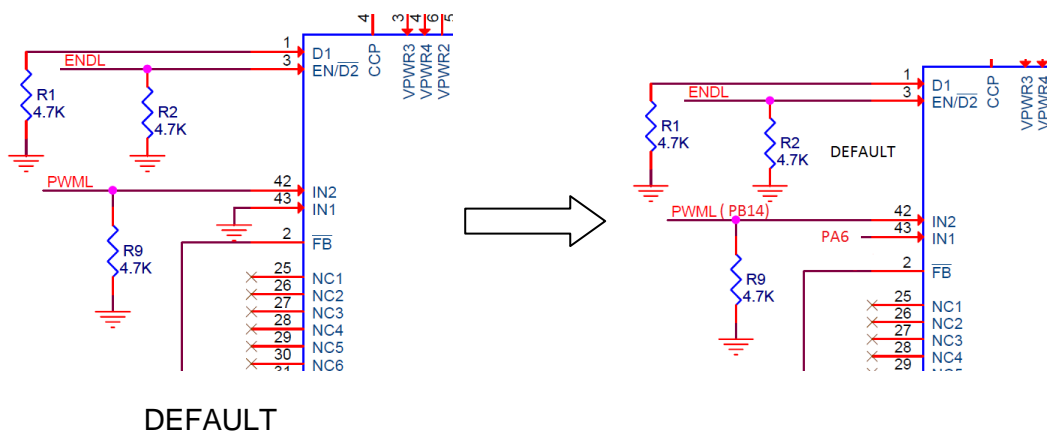 4
3
4
6
5
CCP
VPWR3
VPWR4
VPWR2
1
D1
ENDL
3
EN/D2
R1
4.7K
R2
4.7K
PWML
42
IN2
43
IN1
2
FB
R9
4.7K
25
NC1
26
NC2
27
NC3
28
NC4
29
NC5
30
NC6
31
DEFAULT
CCP
VPWR3
VPWR4
1
D1
ENDL
3
EN/D2
R1
4.7K
R2
4.7K
DEFAULT
PWML ( PB14)
42
IN2
PA6
43
IN1
2
FB
R9
4.7K
25
NC1
26
NC2
27
NC3
28
NC4
29
NC5